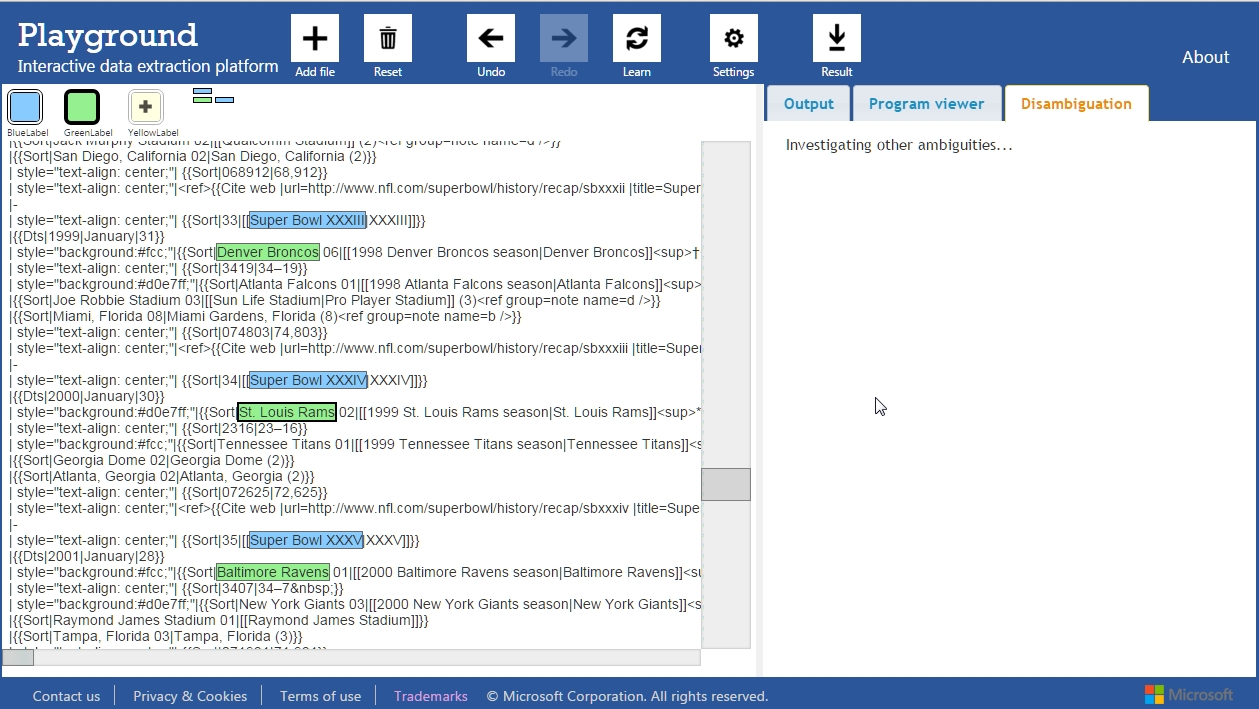 Playground
Interactive data extraction platform
Add file
Reset
Undo
Redo
Learn
Settings
Result
About
BlueLabel
GreenLabel
YellowLabel
|{{Sort|Jack Murphy Stadium 02|[[Qualcomm Stadium]] (2)<ref group=note name=d />}}
|{{Sort|San Diego, California 02|San Diego, California (2)}}
| style="text-align: center;"| {{Sort|068912|68,912}}
| style="text-align: center;"|<ref>{{Cite web |url=http://www.nfl.com/superbowl/history/recap/sbxxxii |title=Super
|-
| style="text-align: center;"| {{Sort|33|[[Super Bowl XXXIII|XXXIII]]}}
|{{Dts|1999|January|31}}
| style="background:#fcc;"|{{Sort|Denver Broncos 06|[[1998 Denver Broncos season|Denver Broncos]]<sup>†
| style="text-align: center;"| {{Sort|3419|34–19}}
| style="background:#d0e7ff;"|{{Sort|Atlanta Falcons 01|[[1998 Atlanta Falcons season|Atlanta Falcons]]<sup>
|{{Sort|Joe Robbie Stadium 03|[[Sun Life Stadium|Pro Player Stadium]] (3)<ref group=note name=d />}}
|{{Sort|Miami, Florida 08|Miami Gardens, Florida (8)<ref group=note name=b />}}
| style="text-align: center;"| {{Sort|074803|74,803}}
| style="text-align: center;"|<ref>{{Cite web |url=http://www.nfl.com/superbowl/history/recap/sbxxxiii |title=Super
|-
| style="text-align: center;"| {{Sort|34|[[Super Bowl XXXIV|XXXIV]]}}
|{{Dts|2000|January|30}}
| style="background:#d0e7ff;"|{{Sort|St. Louis Rams 02|[[1999 St. Louis Rams season|St. Louis Rams]]<sup>*
| style="text-align: center;"| {{Sort|2316|23–16}}
| style="background:#fcc;"|{{Sort|Tennessee Titans 01|[[1999 Tennessee Titans season|Tennessee Titans]]<s
|{{Sort|Georgia Dome 02|Georgia Dome (2)}}
|{{Sort|Atlanta, Georgia 02|Atlanta, Georgia (2)}}
| style="text-align: center;"| {{Sort|072625|72,625}}
| style="text-align: center;"|<ref>{{Cite web |url=http://www.nfl.com/superbowl/history/recap/sbxxxiv |title=Supe
|-
| style="text-align: center;"| {{Sort|35|[[Super Bowl XXXV|XXXV]]}}
|{{Dts|2001|January|28}}
| style="background:#fcc;"|{{Sort|Baltimore Ravens 01|[[2000 Baltimore Ravens season|Baltimore Ravens]]<su
| style="text-align: center;"| {{Sort|3407|34–7&nbsp;}}
| style="background:#d0e7ff;"|{{Sort|New York Giants 03|[[2000 New York Giants season|New York Giants]]<s
|{{Sort|Raymond James Stadium 01|[[Raymond James Stadium]]}}
|{{Sort|Tampa, Florida 03|Tampa, Florida (3)}}
Output
Program viewer
Disambiguation
Investigating other ambiguities...
Contact us
Privacy & Cookies
Terms of use
Trademarks
© Microsoft Corporation. All rights reserved.
Microsoft